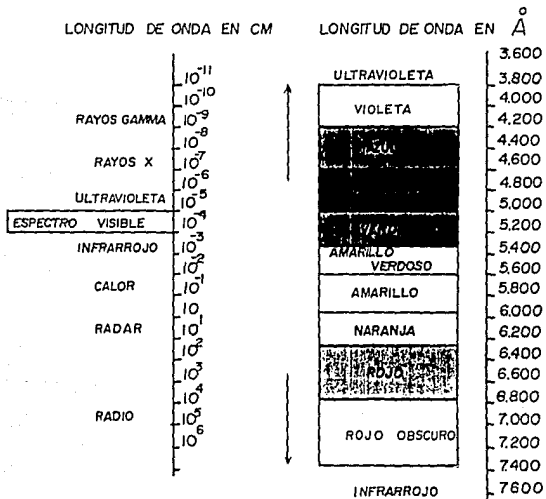 LONGITUD DE ONDA EN CM
10⁻¹¹
10⁻¹⁰
RAYOS GAMMA 10⁻⁹
10⁻⁸
RAYOS X 10⁻⁷
10⁻⁶
ULTRAVIOLETA 10⁻⁵
ESPECTRO VISIBLE 10⁻⁴
INFRARROJO 10⁻³
10⁻²
CALOR 10⁻¹
10
RADAR 10¹
10²
10³
10⁴
RADIO 10⁵
10⁶
LONGITUD DE ONDA EN Å
3.600
ULTRAVIOLETA 3.800
VIOLETA 4.000
4.200
4.400
4.600
4.800
5.000
5.200
AMARILLO 5.400
VERDOSO 5.600
AMARILLO 5.800
6.000
NARANJA 6.200
6.400
ROJO 6.600
6.800
7.000
ROJO OBSCURO 7.200
7.400
INFRARROJO 7600